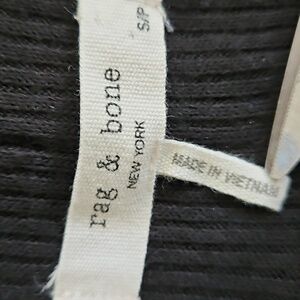 rag & bone
NEW YORK
S/P
MADE IN VIETNAM